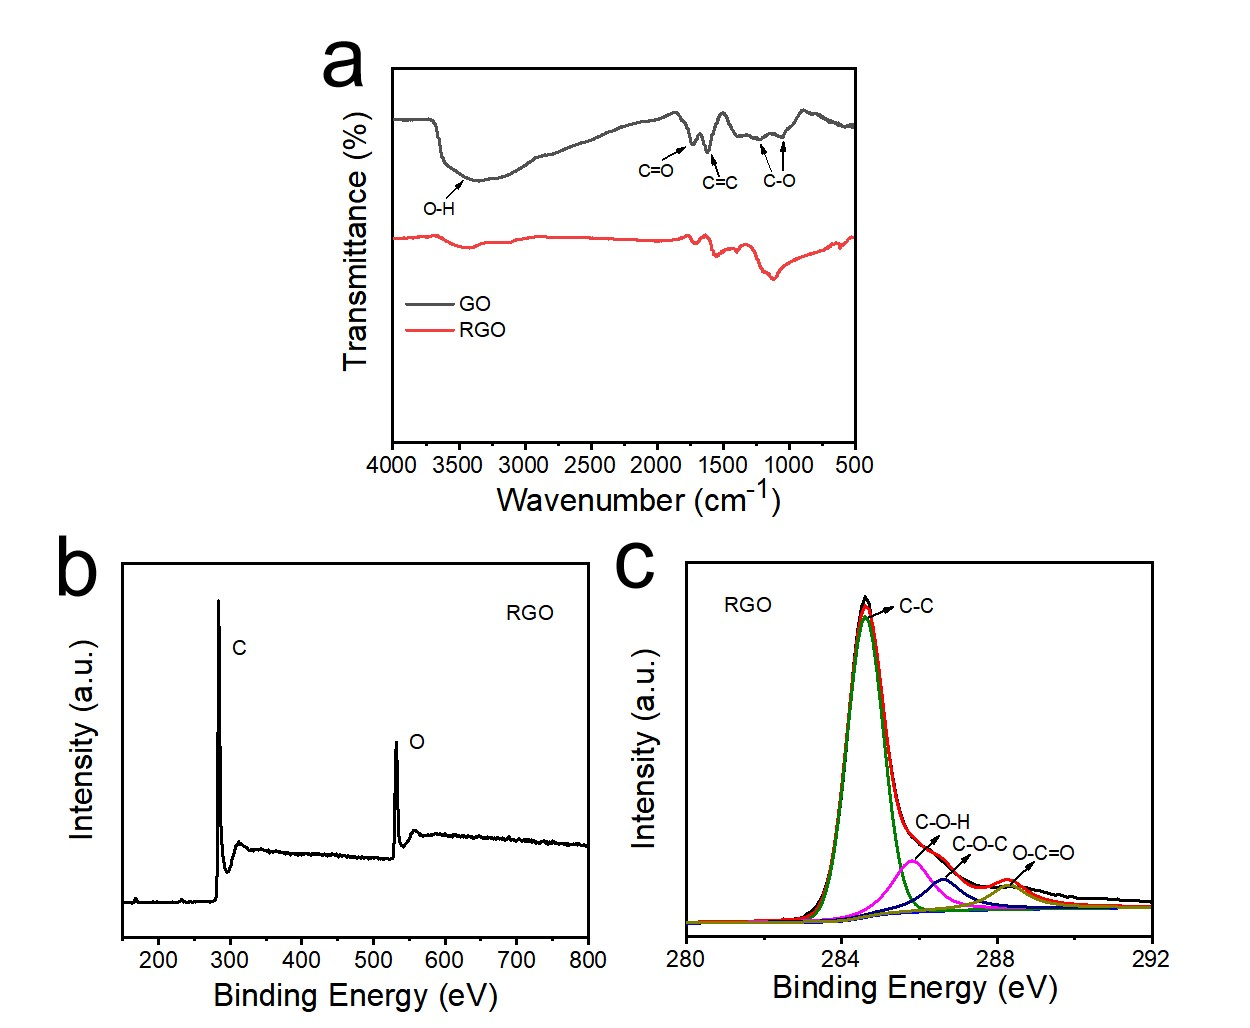 a
Transmittance (%)
O-H
C=O
C=C
C-O
GO
RGO
4000 3500 3000 2500 2000 1500 1000 500
Wavenumber (cm⁻¹)
b
Intensity (a.u.)
RGO
C
O
200 300 400 500 600 700 800
Binding Energy (eV)
c
Intensity (a.u.)
RGO
C-C
C-O-H
C-O-C
O-C=O
280 284 288 292
Binding Energy (eV)